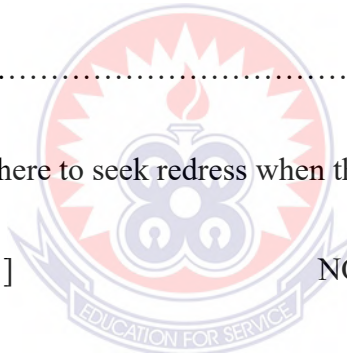 ……………………………
here to seek redress when th
]
NO
EDUCATION FOR SERVICE